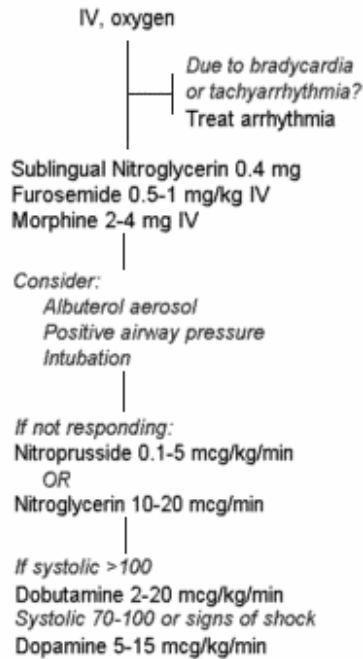 IV, oxygen
Due to bradycardia
or tachyarrhythmia?
Treat arrhythmia
Sublingual Nitroglycerin 0.4 mg
Furosemide 0.5-1 mg/kg IV
Morphine 2-4 mg IV
Consider:
Albuterol aerosol
Positive airway pressure
Intubation
If not responding:
Nitroprusside 0.1-5 mcg/kg/min
OR
Nitroglycerin 10-20 mcg/min
If systolic >100
Dobutamine 2-20 mcg/kg/min
Systolic 70-100 or signs of shock
Dopamine 5-15 mcg/kg/min